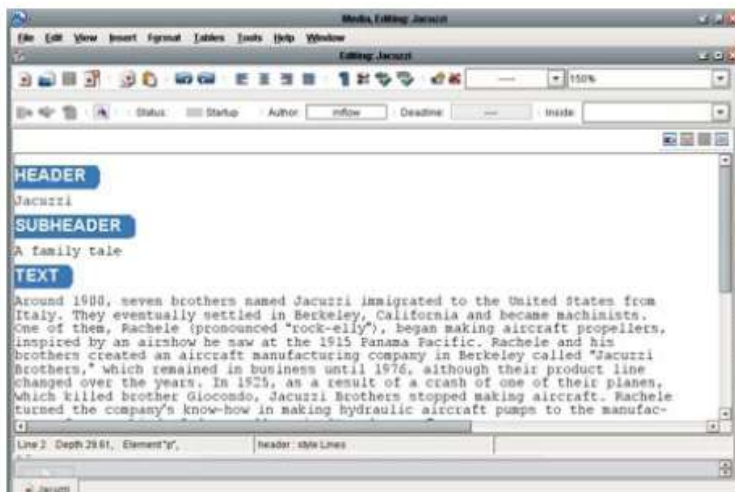 Media, Editing: Jacuzzi
File Edit View Insert Format Tables Tools Help Window
Editing: Jacuzzi
150%
Status: Startup Author: mflow Deadline: Inside:
HEADER
Jacuzzi
SUBHEADER
A family tale
TEXT
Around 1900, seven brothers named Jacuzzi immigrated to the United States from
Italy. They eventually settled in Berkeley, California and became machinists.
One of them, Rachele (pronounced "rock-elly"), began making aircraft propellers,
inspired by an airshow he saw at the 1915 Panama Pacific. Rachele and his
brothers created an aircraft manufacturing company in Berkeley called "Jacuzzi
Brothers," which remained in business until 1976, although their product line
changed over the years. In 1925, as a result of a crash of one of their planes,
which killed brother Giocondo, Jacuzzi Brothers stopped making aircraft. Rachele
turned the company's know-how in making hydraulic aircraft pumps to the manufac-
Line 2 Depth 29.61, Element "p", header : style Lines
Jacuzzi